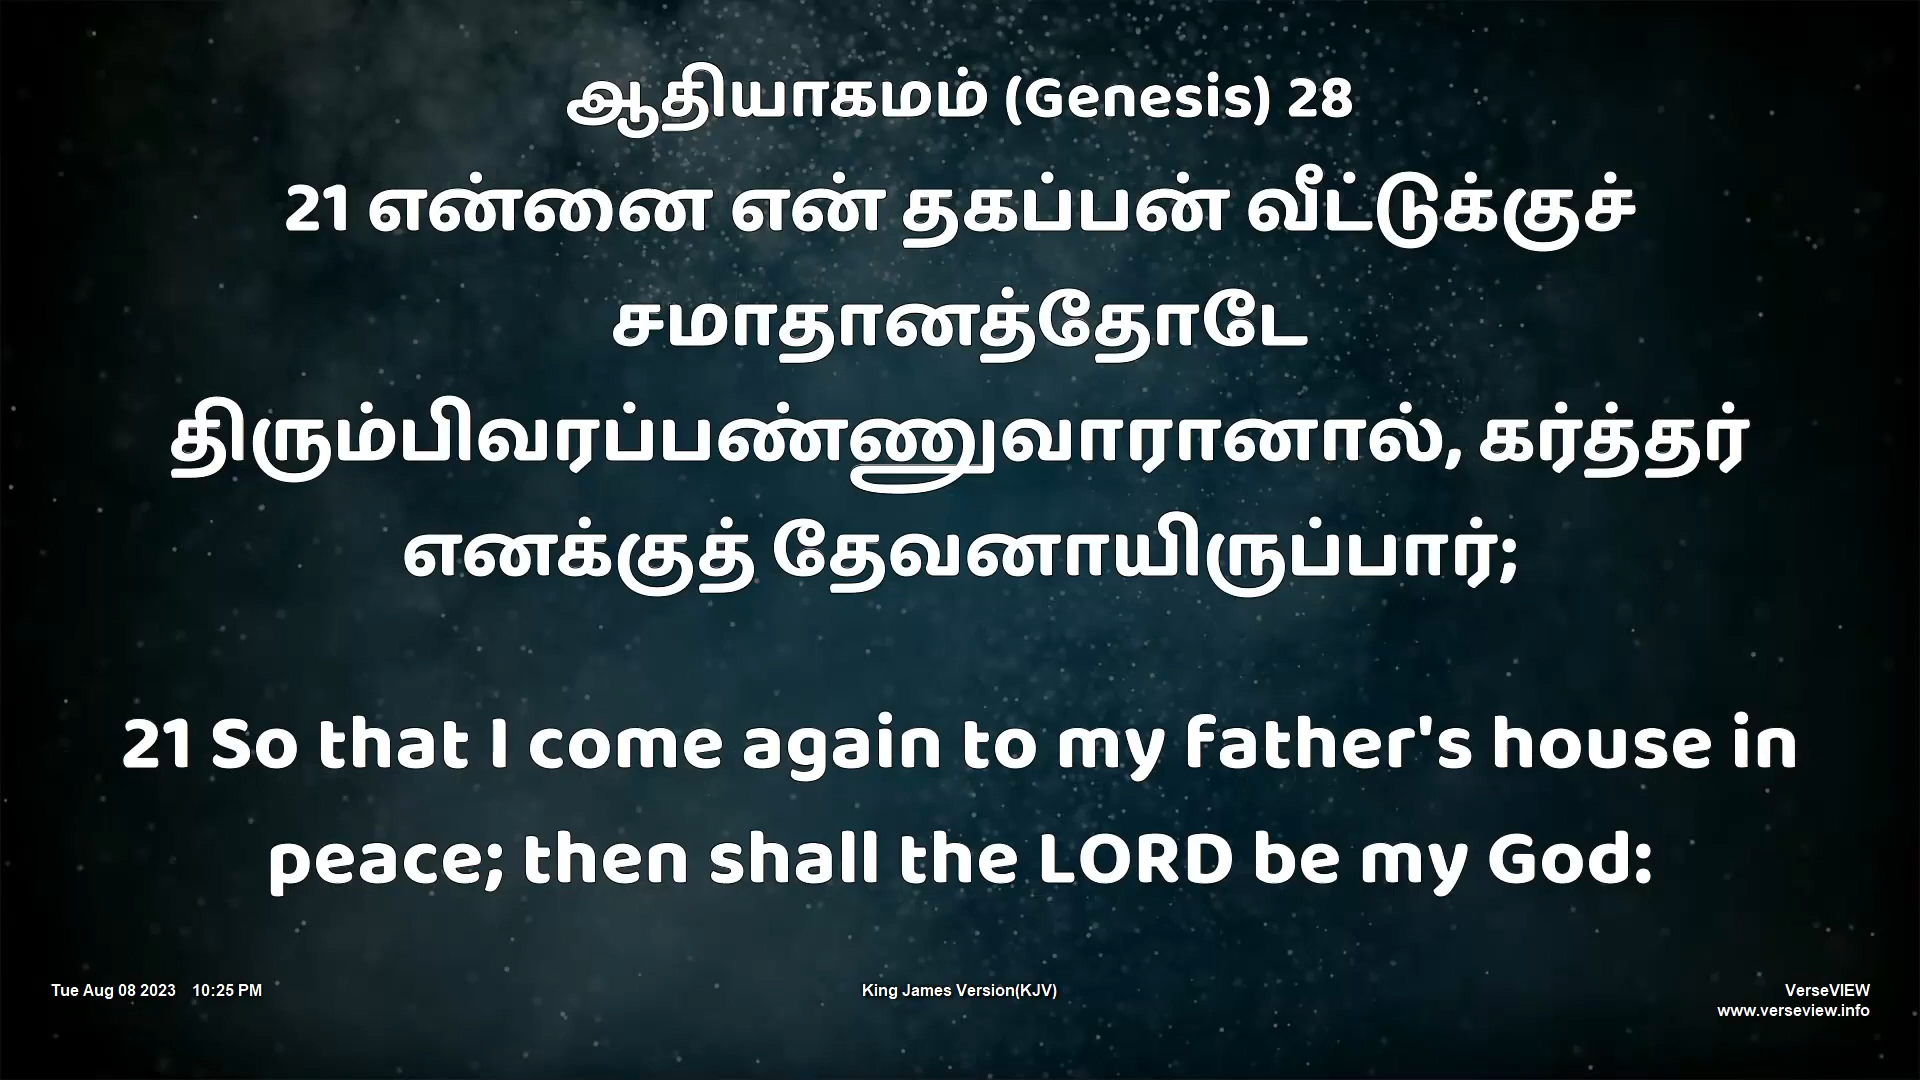 ஆதியாகமம் (Genesis) 28
21 என்னை என் தகப்பன் வீட்டுக்குச்
சமாதானத்தோடே
திரும்பிவரப்பண்ணுவாரானால், கர்த்தர்
எனக்குத் தேவனாயிருப்பார்;
21 So that I come again to my father's house in
peace; then shall the LORD be my God:
Tue Aug 08 2023 10:25 PM
King James Version(KJV)
VerseVIEW
www.verseview.info